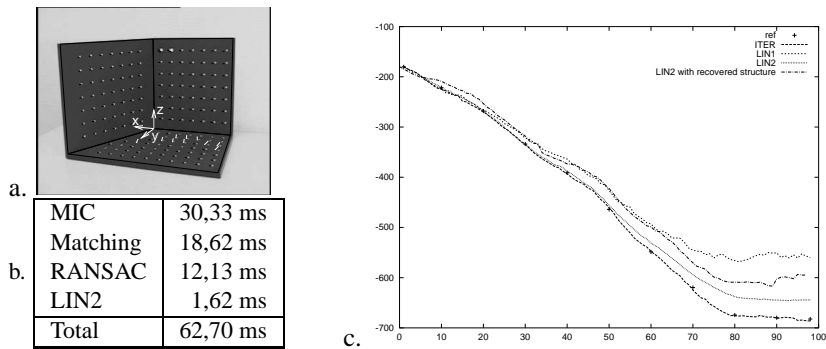 x
y
z
a.
MIC 30,33 ms
Matching 18,62 ms
b. RANSAC 12,13 ms
LIN2 1,62 ms
Total 62,70 ms
c.
-100
-200
-300
-400
-500
-600
-700
0 10 20 30 40 50 60 70 80 90 100
ref
ITER
LIN1
LIN2
LIN2 with recovered structure